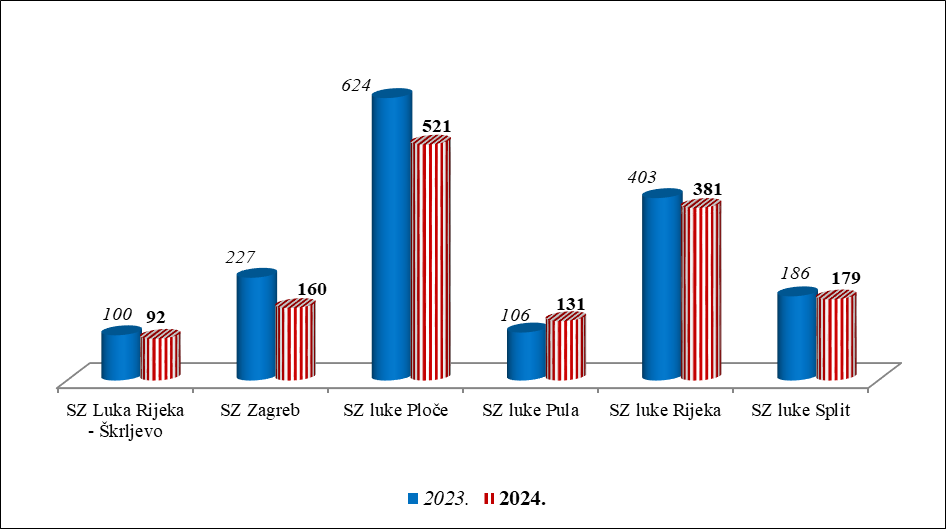 624
521
403
381
227
160
186
179
100
92
106
131
SZ Luka Rijeka
- Škrljevo
SZ Zagreb
SZ luke Ploče
SZ luke Pula
SZ luke Rijeka
SZ luke Split
2023.
2024.